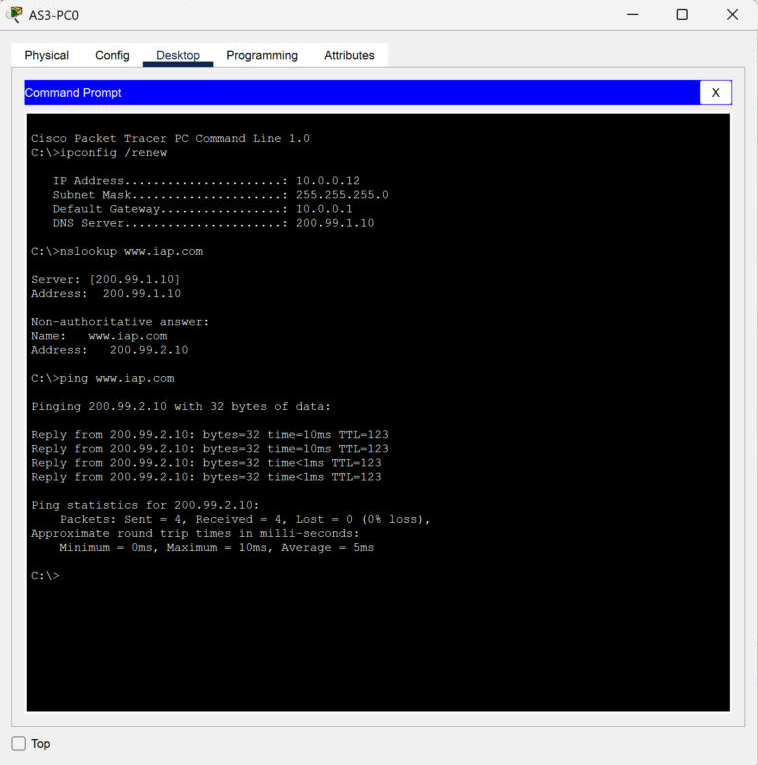 AS3-PC0
Physical Config Desktop Programming Attributes
Command Prompt
X
Cisco Packet Tracer PC Command Line 1.0
C:\>ipconfig /renew
IP Address......................: 10.0.0.12
Subnet Mask.....................: 255.255.255.0
Default Gateway.................: 10.0.0.1
DNS Server......................: 200.99.1.10
C:\>nslookup www.iap.com
Server: [200.99.1.10]
Address:  200.99.1.10
Non-authoritative answer:
Name:   www.iap.com
Address:   200.99.2.10
C:\>ping www.iap.com
Pinging 200.99.2.10 with 32 bytes of data:
Reply from 200.99.2.10: bytes=32 time=10ms TTL=123
Reply from 200.99.2.10: bytes=32 time=10ms TTL=123
Reply from 200.99.2.10: bytes=32 time<1ms TTL=123
Reply from 200.99.2.10: bytes=32 time<1ms TTL=123
Ping statistics for 200.99.2.10:
Packets: Sent = 4, Received = 4, Lost = 0 (0% loss),
Approximate round trip times in milli-seconds:
Minimum = 0ms, Maximum = 10ms, Average = 5ms
C:\>
Top